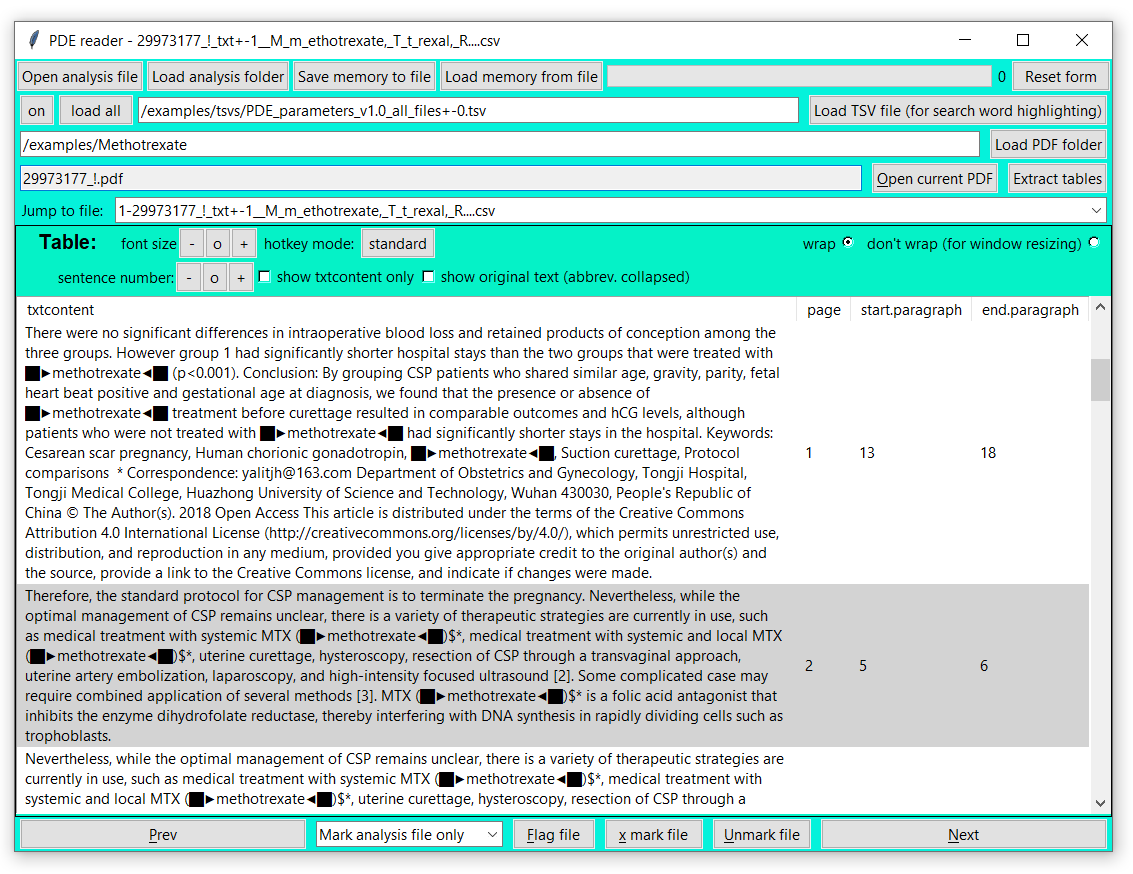 PDE reader - 29973177_!_txt+-1__M_m_ethotrexate,_T_t_rexal,_R....csv
Open analysis file Load analysis folder Save memory to file Load memory from file 0 Reset form
on load all /examples/tsvs/PDE_parameters_v1.0_all_files+-0.tsv Load TSV file (for search word highlighting)
/examples/Methotrexate Load PDF folder
29973177_!.pdf Open current PDF Extract tables
Jump to file: 1-29973177_!_txt+-1__M_m_ethotrexate,_T_t_rexal,_R....csv
Table: font size - o + hotkey mode: standard wrap don't wrap (for window resizing)
sentence number: - o + show txtcontent only show original text (abbrev. collapsed)
txtcontent page start.paragraph end.paragraph
There were no significant differences in intraoperative blood loss and retained products of conception among the
three groups. However group 1 had significantly shorter hospital stays than the two groups that were treated with
██►methotrexate◄██ (p<0.001). Conclusion: By grouping CSP patients who shared similar age, gravity, parity, fetal
heart beat positive and gestational age at diagnosis, we found that the presence or absence of
██►methotrexate◄██ treatment before curettage resulted in comparable outcomes and hCG levels, although
patients who were not treated with ██►methotrexate◄██ had significantly shorter stays in the hospital. Keywords:
Cesarean scar pregnancy, Human chorionic gonadotropin, ██►methotrexate◄██, Suction curettage, Protocol 1 13 18
comparisons * Correspondence: yalitjh@163.com Department of Obstetrics and Gynecology, Tongji Hospital,
Tongji Medical College, Huazhong University of Science and Technology, Wuhan 430030, People's Republic of
China © The Author(s). 2018 Open Access This article is distributed under the terms of the Creative Commons
Attribution 4.0 International License (http://creativecommons.org/licenses/by/4.0/), which permits unrestricted use,
distribution, and reproduction in any medium, provided you give appropriate credit to the original author(s) and
the source, provide a link to the Creative Commons license, and indicate if changes were made.
Therefore, the standard protocol for CSP management is to terminate the pregnancy. Nevertheless, while the
optimal management of CSP remains unclear, there is a variety of therapeutic strategies are currently in use, such
as medical treatment with systemic MTX (██►methotrexate◄██)$*, medical treatment with systemic and local MTX
(██►methotrexate◄██)$*, uterine curettage, hysteroscopy, resection of CSP through a transvaginal approach, 2 5 6
uterine artery embolization, laparoscopy, and high-intensity focused ultrasound [2]. Some complicated case may
require combined application of several methods [3]. MTX (██►methotrexate◄██)$* is a folic acid antagonist that
inhibits the enzyme dihydrofolate reductase, thereby interfering with DNA synthesis in rapidly dividing cells such as
trophoblasts.
Nevertheless, while the optimal management of CSP remains unclear, there is a variety of therapeutic strategies are
currently in use, such as medical treatment with systemic MTX (██►methotrexate◄██)$*, medical treatment with
systemic and local MTX (██►methotrexate◄██)$*, uterine curettage, hysteroscopy, resection of CSP through a
Prev Mark analysis file only Flag file x mark file Unmark file Next